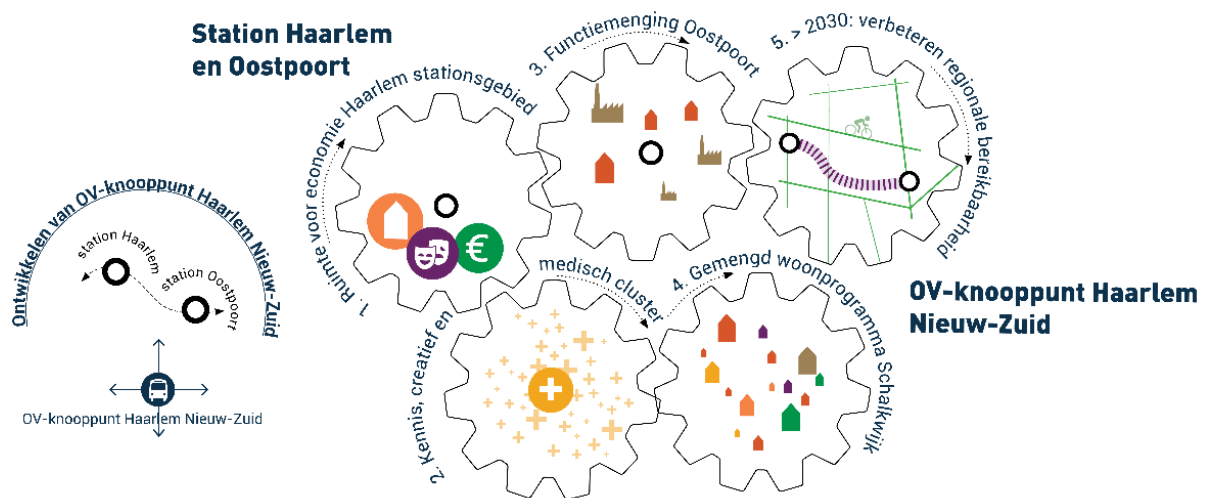 Station Haarlem
en Oostpoort
Ontwikkelen van OV-knooppunt Haarlem Nieuw-Zuid
station Haarlem
station Oostpoort
OV-knooppunt Haarlem Nieuw-Zuid
1. Ruimte voor economie Haarlem stationsgebied
€
2. Kennis, creatief en medisch cluster
3. Functiemenging Oostpoort
4. Gemengd woonprogramma Schalkwijk
5. > 2030: verbeteren regionale bereikbaarheid
OV-knooppunt Haarlem
Nieuw-Zuid